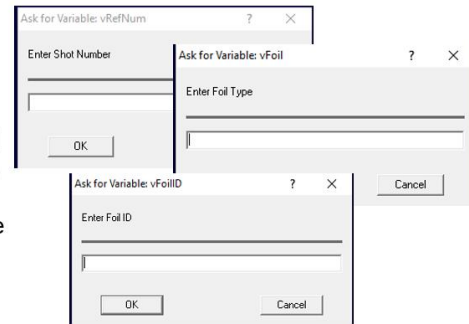 Ask for Variable: vRefNum ? ×
Enter Shot Number
OK
Ask for Variable: vFoil ? ×
Enter Foil Type
Cancel
Ask for Variable: vFoilID ? ×
Enter Foil ID
OK Cancel
e